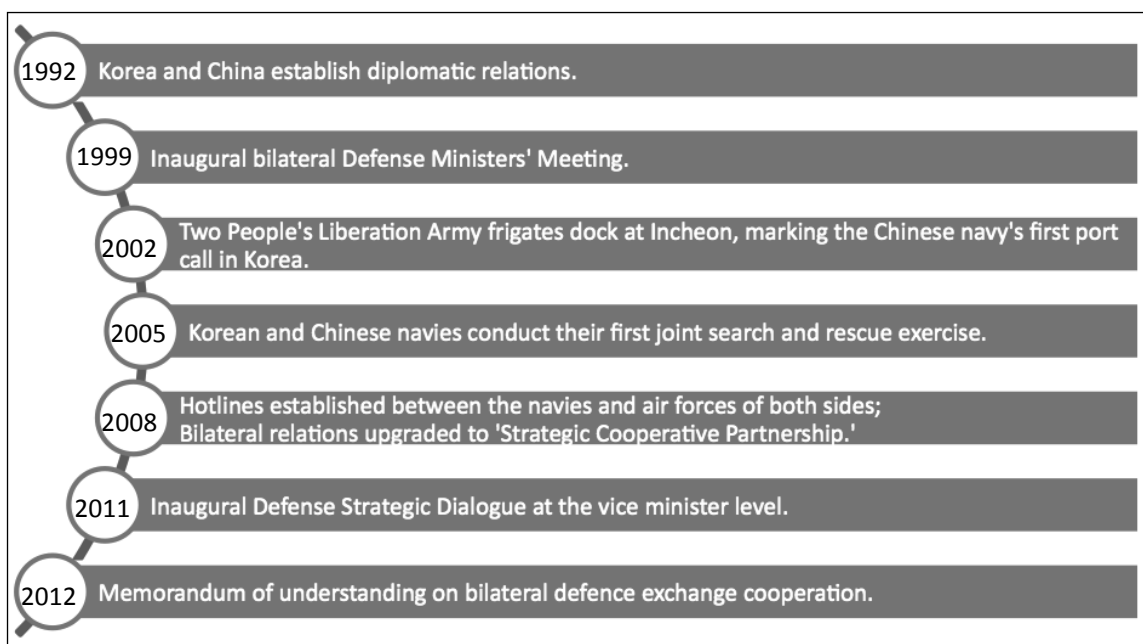 1992
Korea and China establish diplomatic relations.
1999
Inaugural bilateral Defense Ministers' Meeting.
2002
Two People's Liberation Army frigates dock at Incheon, marking the Chinese navy's first port
call in Korea.
2005
Korean and Chinese navies conduct their first joint search and rescue exercise.
2008
Hotlines established between the navies and air forces of both sides;
Bilateral relations upgraded to 'Strategic Cooperative Partnership.'
2011
Inaugural Defense Strategic Dialogue at the vice minister level.
2012
Memorandum of understanding on bilateral defence exchange cooperation.